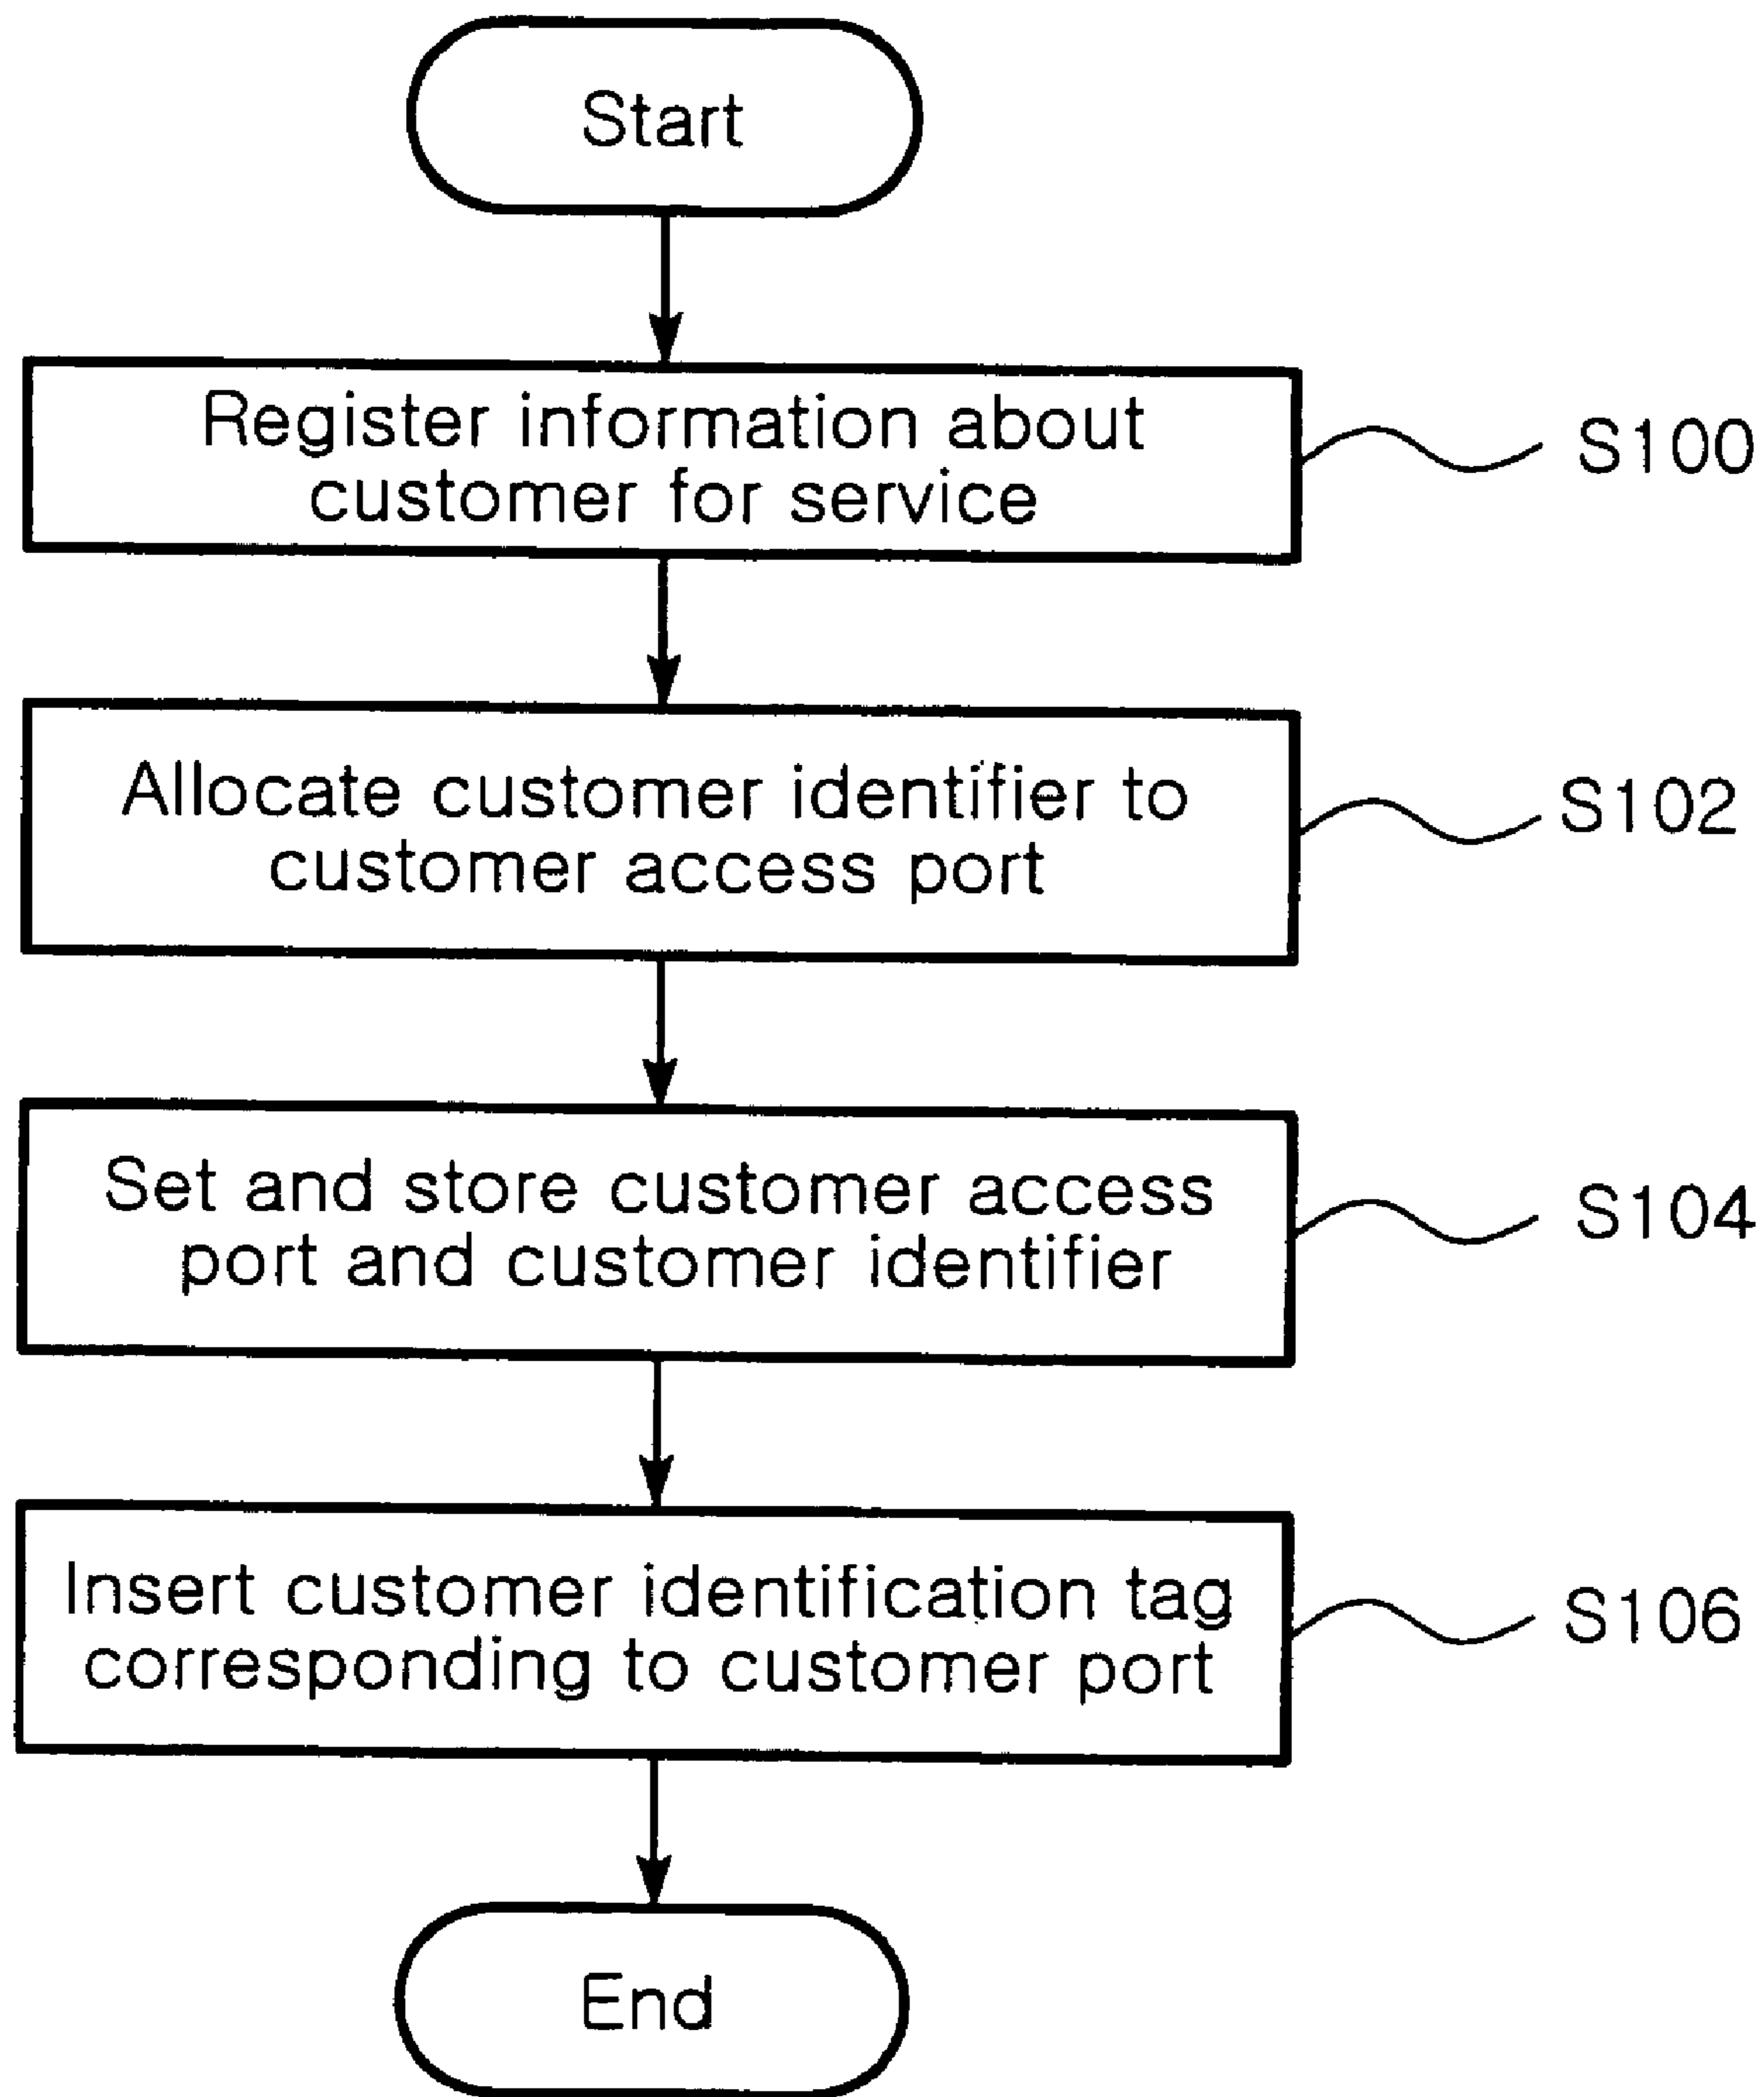 Start
Register information about
customer for service
S100
Allocate customer identifier to
customer access port
S102
Set and store customer access
port and customer identifier
S104
Insert customer identification tag
corresponding to customer port
S106
End